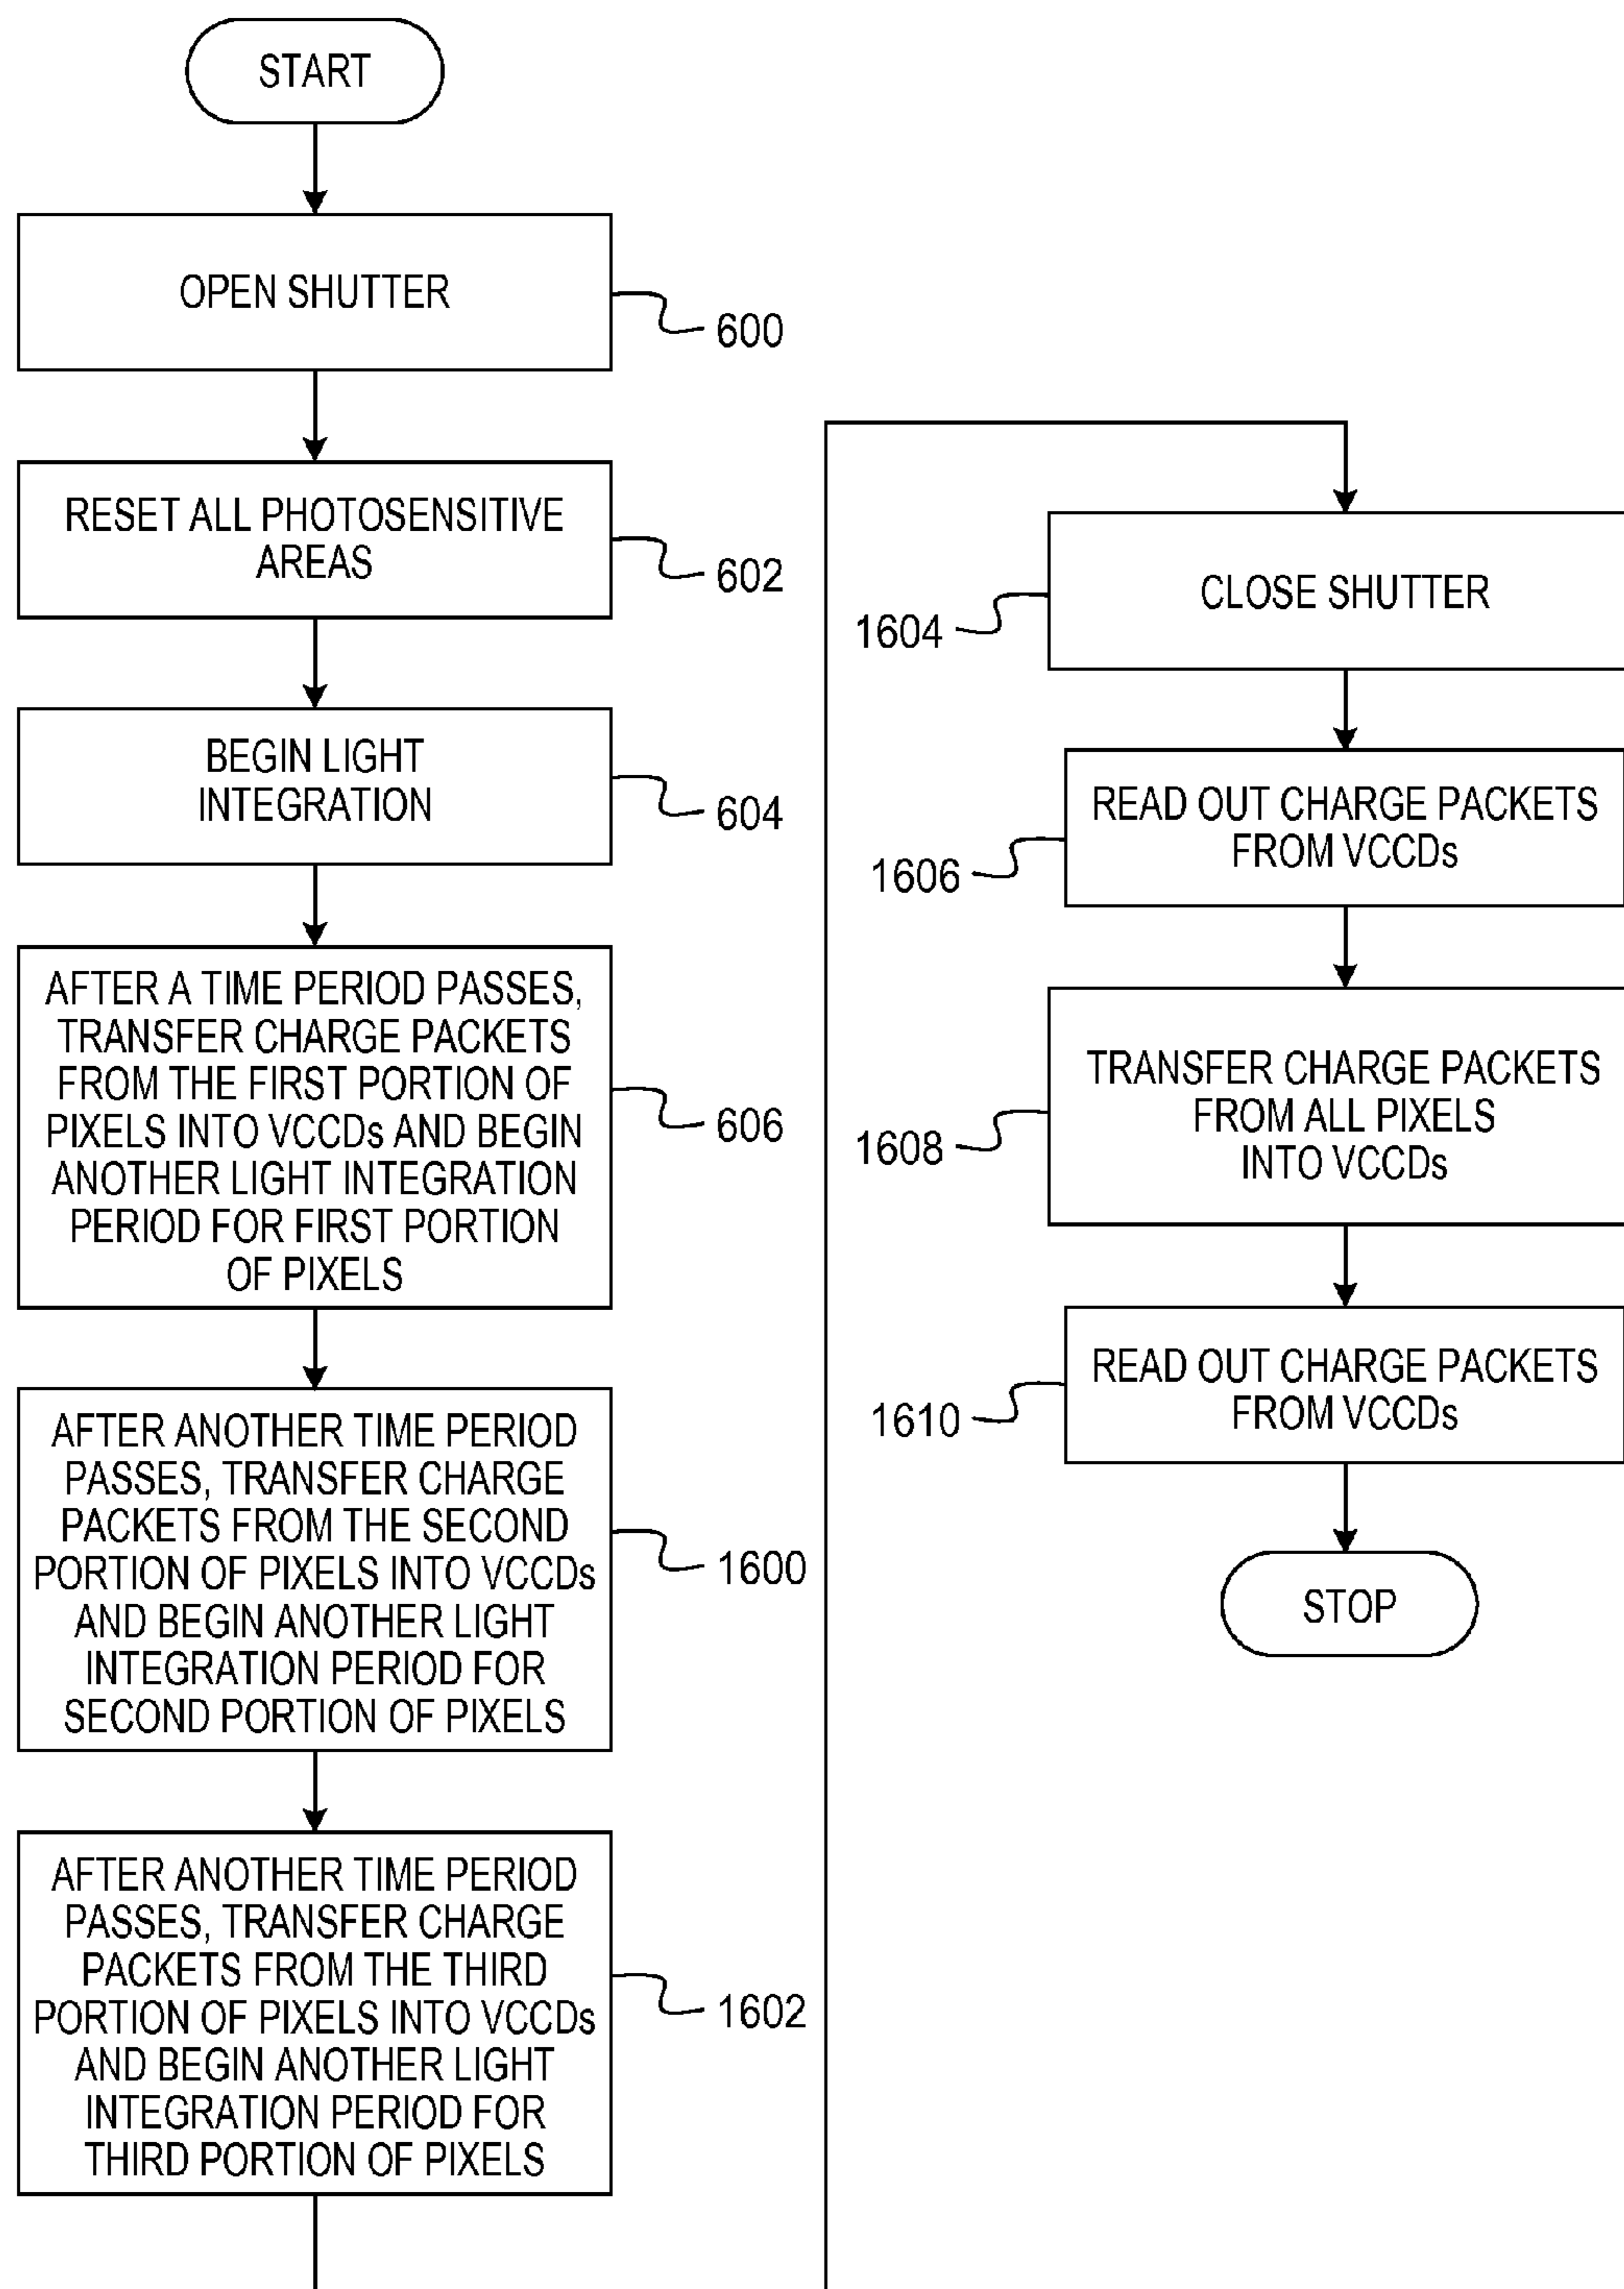 START
OPEN SHUTTER
600
RESET ALL PHOTOSENSITIVE
AREAS
602
BEGIN LIGHT
INTEGRATION
604
AFTER A TIME PERIOD PASSES,
TRANSFER CHARGE PACKETS
FROM THE FIRST PORTION OF
PIXELS INTO VCCDs AND BEGIN
ANOTHER LIGHT INTEGRATION
PERIOD FOR FIRST PORTION
OF PIXELS
606
AFTER ANOTHER TIME PERIOD
PASSES, TRANSFER CHARGE
PACKETS FROM THE SECOND
PORTION OF PIXELS INTO VCCDs
AND BEGIN ANOTHER LIGHT
INTEGRATION PERIOD FOR
SECOND PORTION OF PIXELS
1600
AFTER ANOTHER TIME PERIOD
PASSES, TRANSFER CHARGE
PACKETS FROM THE THIRD
PORTION OF PIXELS INTO VCCDs
AND BEGIN ANOTHER LIGHT
INTEGRATION PERIOD FOR
THIRD PORTION OF PIXELS
1602
CLOSE SHUTTER
1604
READ OUT CHARGE PACKETS
FROM VCCDs
1606
TRANSFER CHARGE PACKETS
FROM ALL PIXELS
INTO VCCDs
1608
READ OUT CHARGE PACKETS
FROM VCCDs
1610
STOP